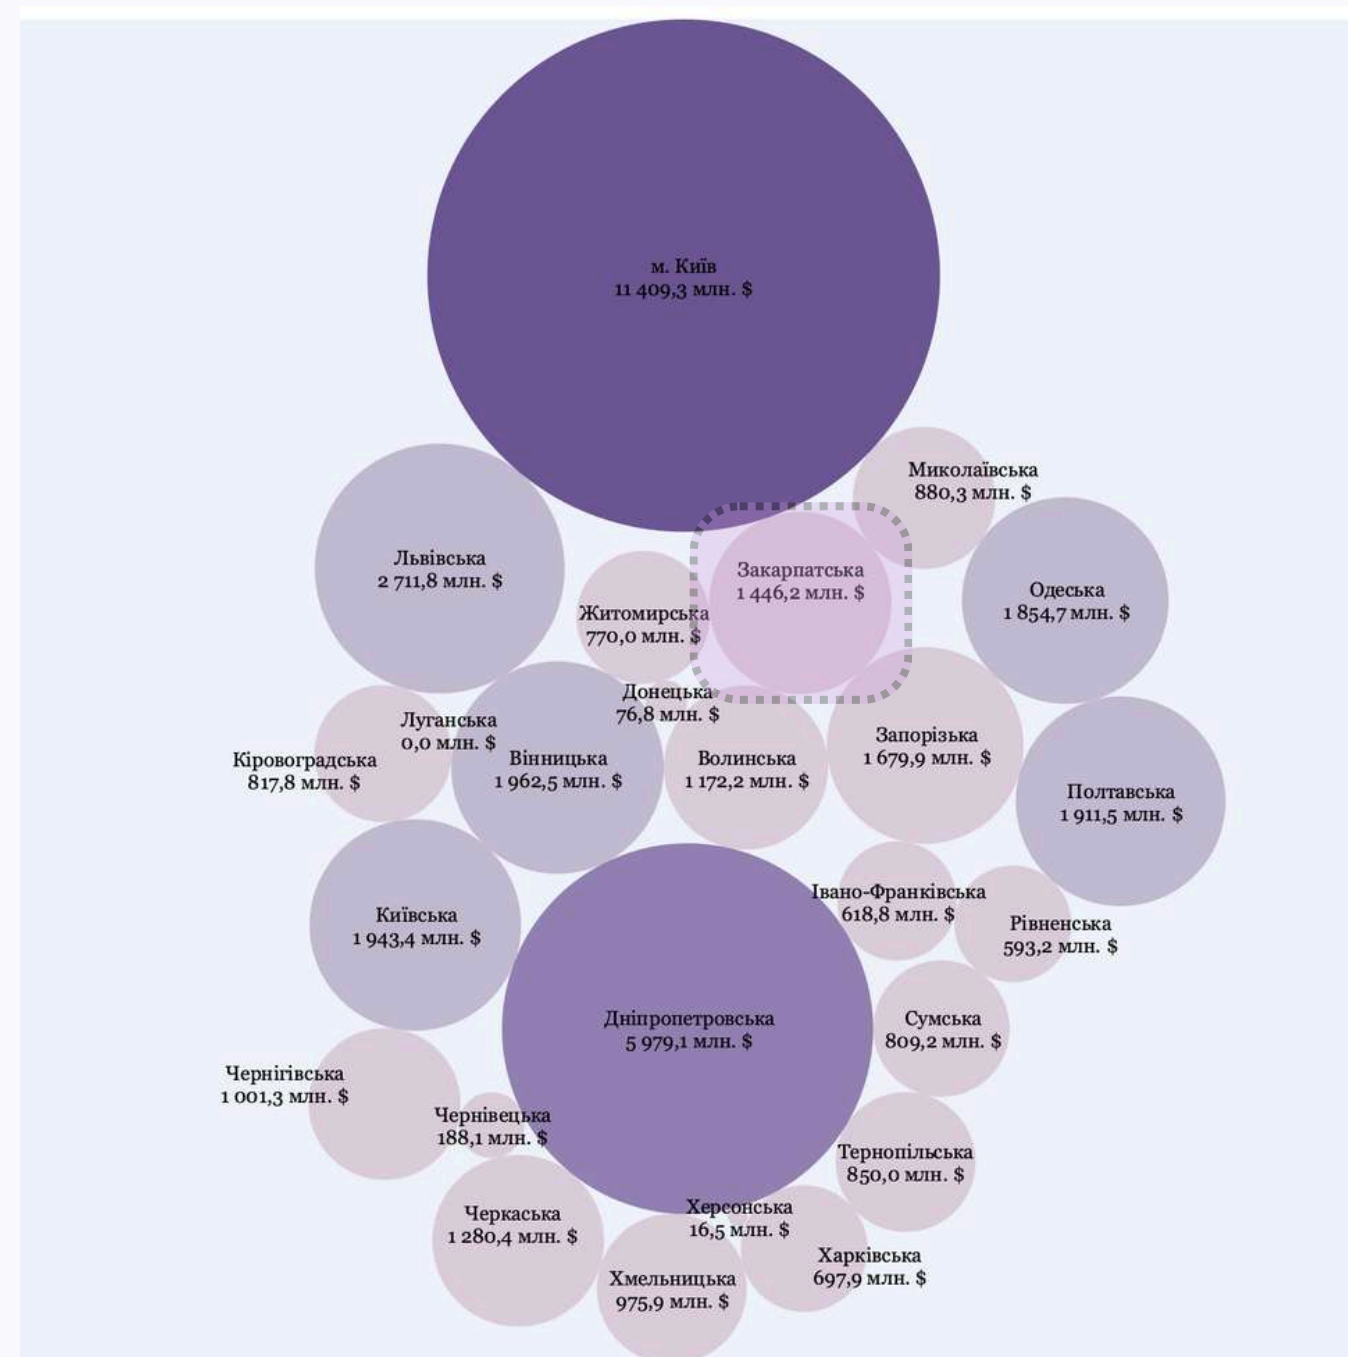 м. Київ
11 409,3 млн. $
Миколаївська
880,3 млн. $
Львівська
2 711,8 млн. $
Закарпатська
1 446,2 млн. $
Одеська
1 854,7 млн. $
Житомирська
770,0 млн. $
Донецька
76,8 млн. $
Луганська
0,0 млн. $
Кіровоградська
817,8 млн. $
Вінницька
1 962,5 млн. $
Волинська
1 172,2 млн. $
Запорізька
1 679,9 млн. $
Полтавська
1 911,5 млн. $
Івано-Франківська
618,8 млн. $
Рівненська
593,2 млн. $
Київська
1 943,4 млн. $
Дніпропетровська
5 979,1 млн. $
Сумська
809,2 млн. $
Чернігівська
1 001,3 млн. $
Чернівецька
188,1 млн. $
Тернопільська
850,0 млн. $
Черкаська
1 280,4 млн. $
Херсонська
16,5 млн. $
Харківська
697,9 млн. $
Хмельницька
975,9 млн. $